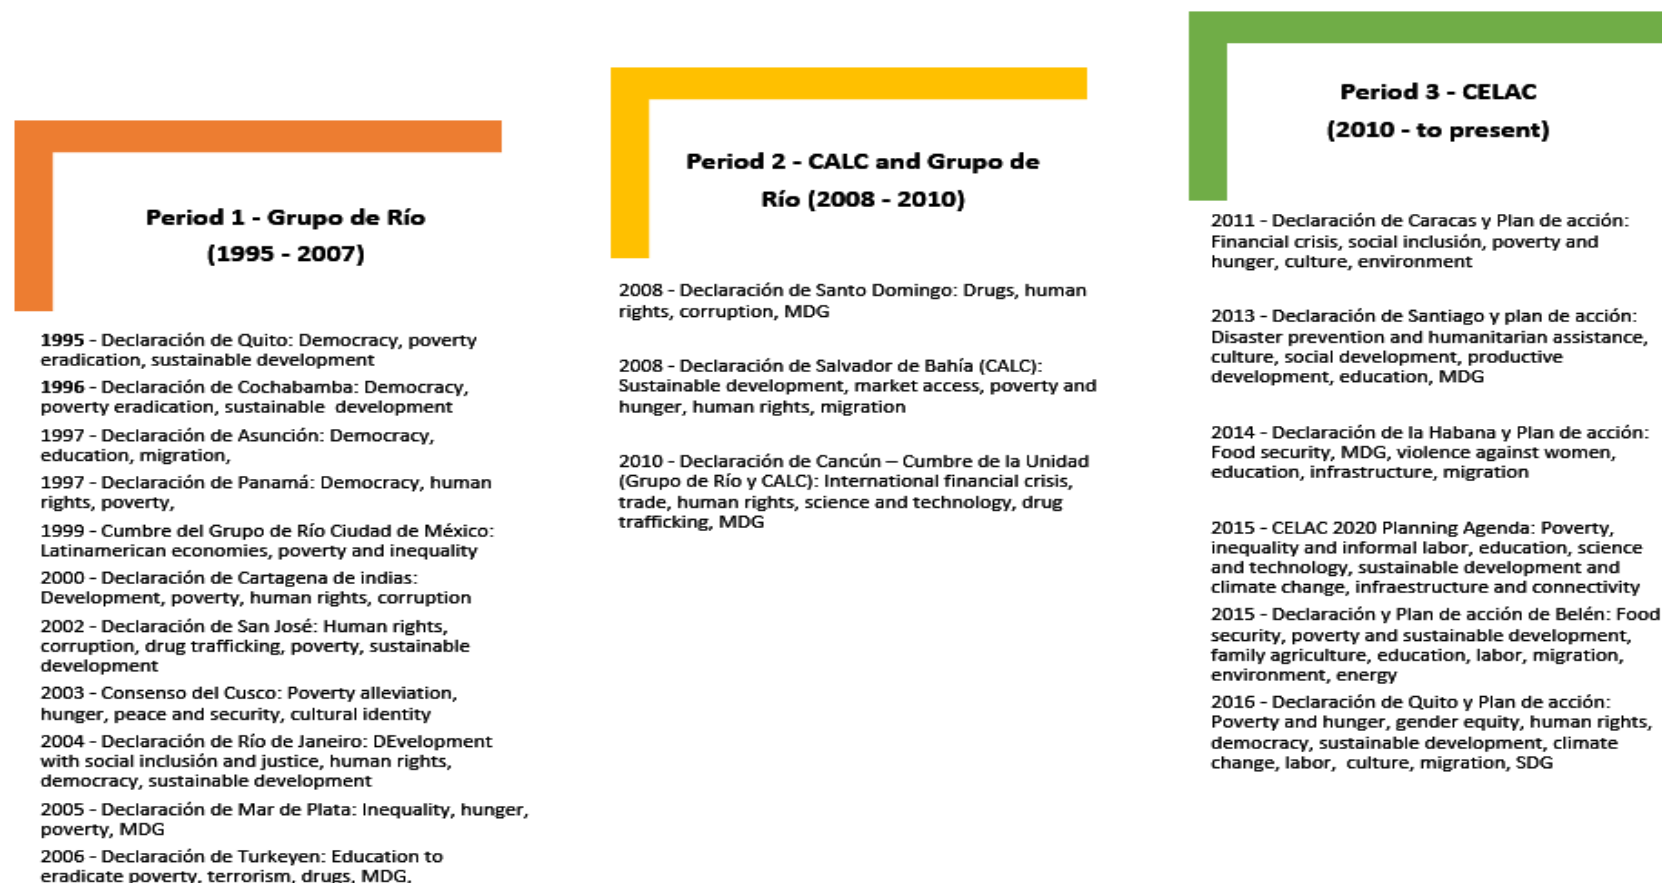 Period 1 - Grupo de Río
(1995 - 2007)
1995 - Declaración de Quito: Democracy, poverty
eradication, sustainable development
1996 - Declaración de Cochabamba: Democracy,
poverty eradication, sustainable development
1997 - Declaración de Asunción: Democracy,
education, migration,
1997 - Declaración de Panamá: Democracy, human
rights, poverty,
1999 - Cumbre del Grupo de Río Ciudad de México:
Latinamerican economies, poverty and inequality
2000 - Declaración de Cartagena de indias:
Development, poverty, human rights, corruption
2002 - Declaración de San José: Human rights,
corruption, drug trafficking, poverty, sustainable
development
2003 - Consenso del Cusco: Poverty alleviation,
hunger, peace and security, cultural identity
2004 - Declaración de Río de Janeiro: DEvelopment
with social inclusión and justice, human rights,
democracy, sustainable development
2005 - Declaración de Mar de Plata: Inequality, hunger,
poverty, MDG
2006 - Declaración de Turkeyen: Education to
eradicate poverty, terrorism, drugs, MDG,
Period 2 - CALC and Grupo de
Río (2008 - 2010)
2008 - Declaración de Santo Domingo: Drugs, human
rights, corruption, MDG
2008 - Declaración de Salvador de Bahía (CALC):
Sustainable development, market access, poverty and
hunger, human rights, migration
2010 - Declaración de Cancún – Cumbre de la Unidad
(Grupo de Río y CALC): International financial crisis,
trade, human rights, science and technology, drug
trafficking, MDG
Period 3 - CELAC
(2010 - to present)
2011 - Declaración de Caracas y Plan de acción:
Financial crisis, social inclusión, poverty and
hunger, culture, environment
2013 - Declaración de Santiago y plan de acción:
Disaster prevention and humanitarian assistance,
culture, social development, productive
development, education, MDG
2014 - Declaración de la Habana y Plan de acción:
Food security, MDG, violence against women,
education, infrastructure, migration
2015 - CELAC 2020 Planning Agenda: Poverty,
inequality and informal labor, education, science
and technology, sustainable development and
climate change, infraestructure and connectivity
2015 - Declaración y Plan de acción de Belén: Food
security, poverty and sustainable development,
family agriculture, education, labor, migration,
environment, energy
2016 - Declaración de Quito y Plan de acción:
Poverty and hunger, gender equity, human rights,
democracy, sustainable development, climate
change, labor, culture, migration, SDG